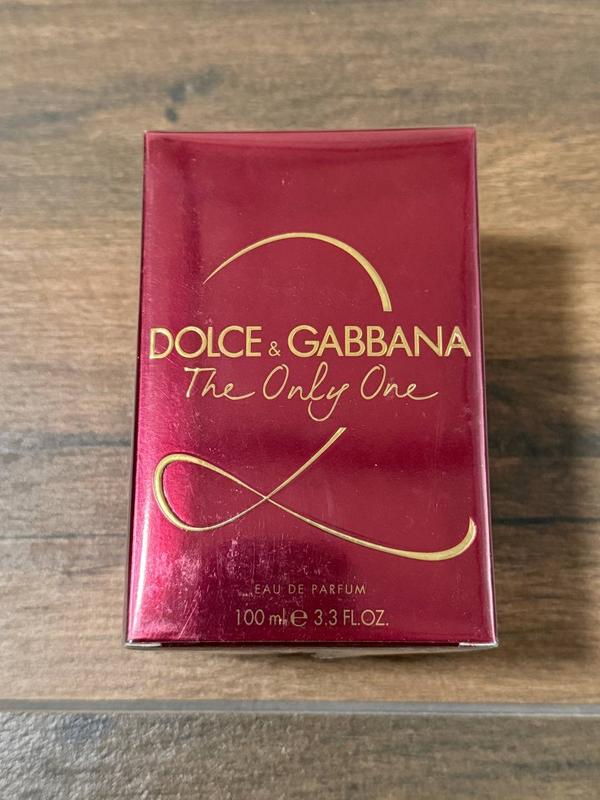 DOLCE & GABBANA
The Only One
EAU DE PARFUM
100 ml ℮ 3.3 FL.OZ.